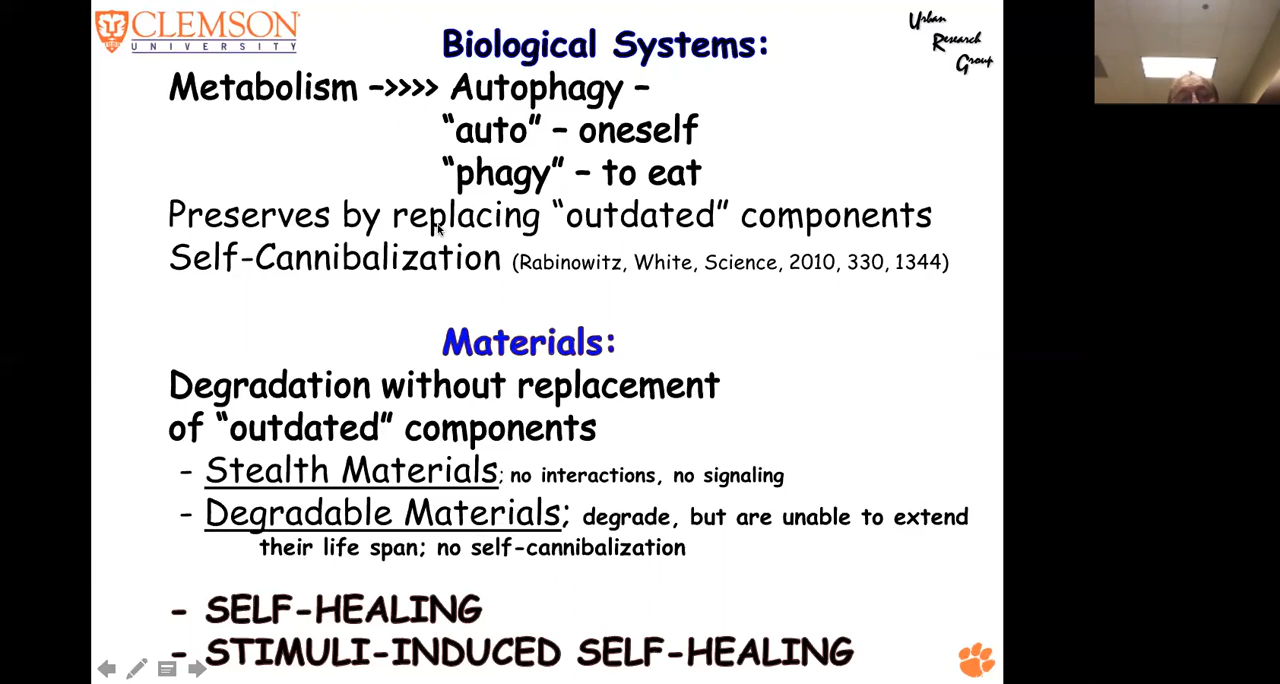 CLEMSON
UNIVERSITY
Urban
Research
Group
Biological Systems:
Metabolism –>>>> Autophagy –
“auto” – oneself
“phagy” – to eat
Preserves by replacing “outdated” components
Self-Cannibalization (Rabinowitz, White, Science, 2010, 330, 1344)
Materials:
Degradation without replacement
of “outdated” components
- Stealth Materials; no interactions, no signaling
- Degradable Materials; degrade, but are unable to extend
their life span; no self-cannibalization
- SELF-HEALING
- STIMULI-INDUCED SELF-HEALING